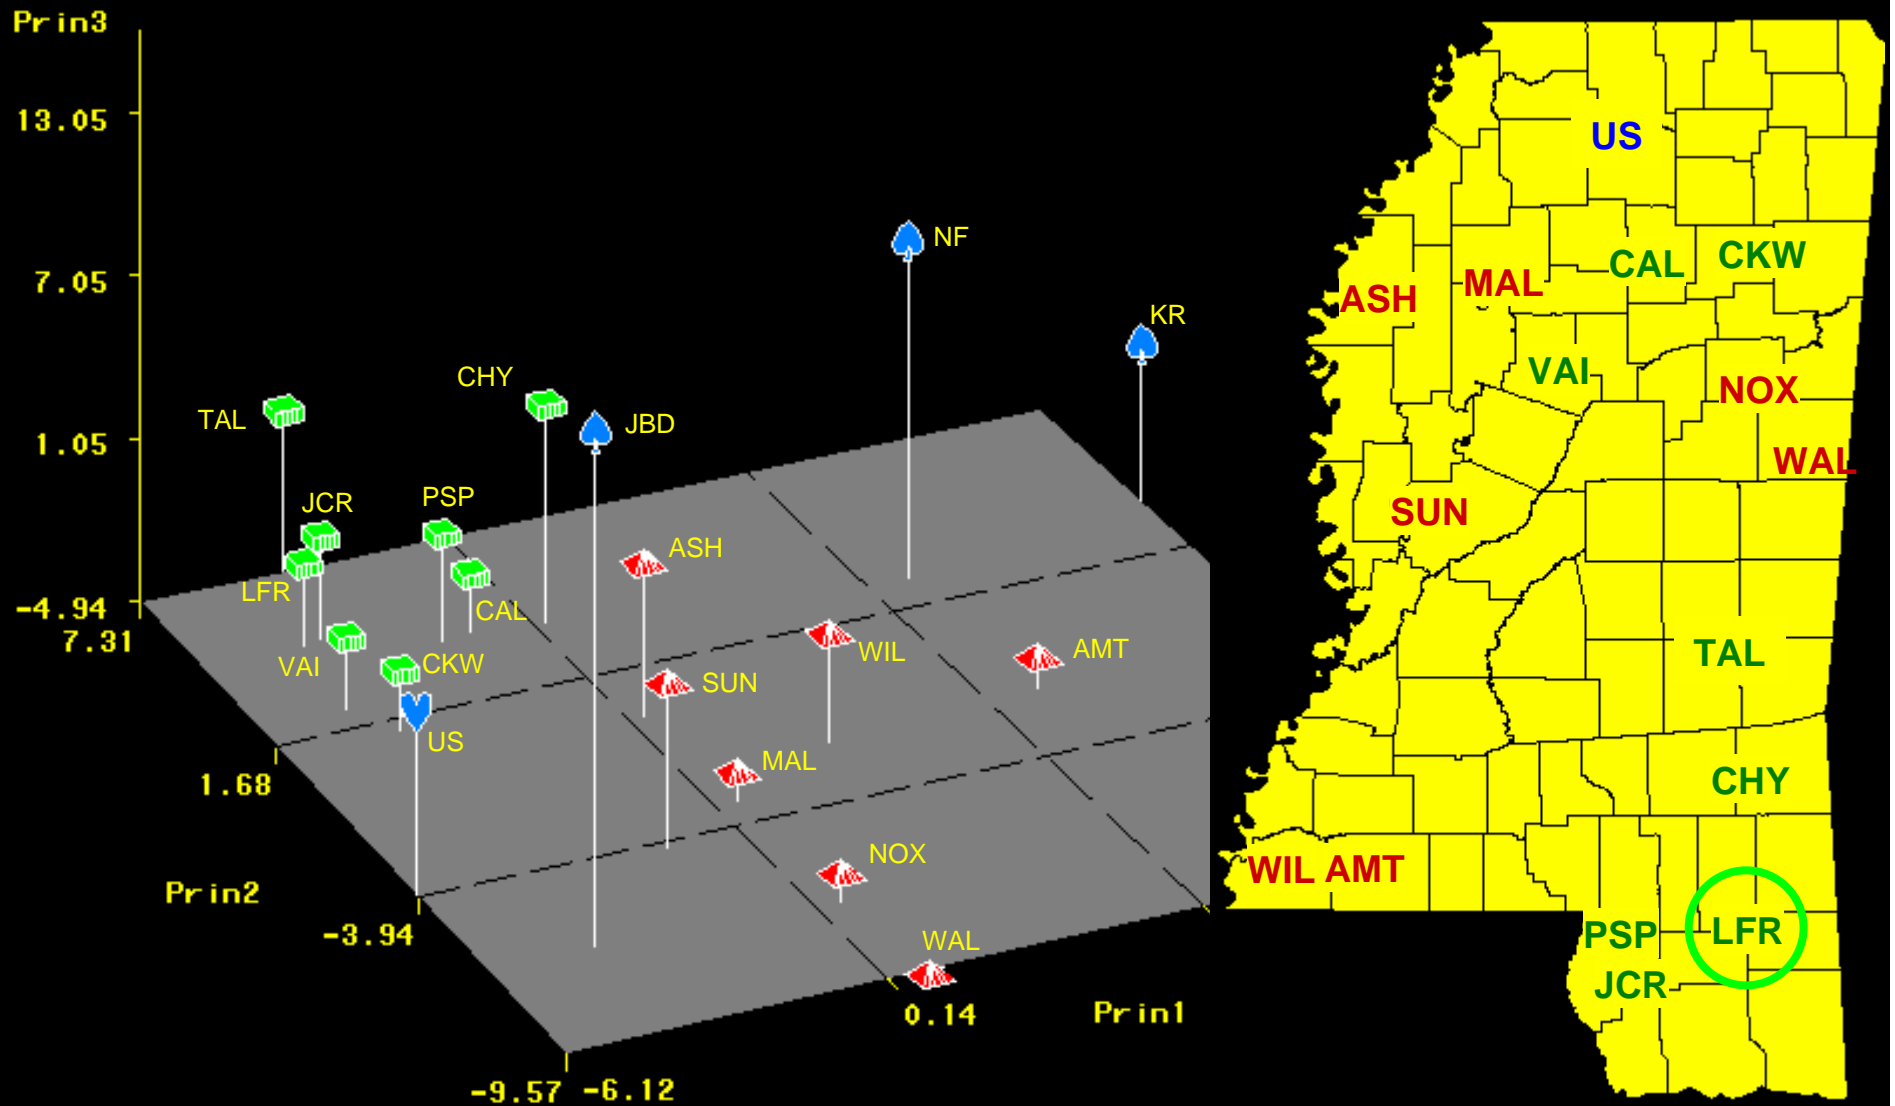 Prin3
13.05
7.05
1.05
-4.94
7.31
1.68
Prin2
-3.94
-9.57 -6.12
0.14
Prin1
NF
KR
CHY
TAL
JBD
JCR
PSP
ASH
LFR
CAL
VAI
CKW
WIL
AMT
SUN
US
MAL
NOX
WAL
US
CAL
CKW
ASH
MAL
VAI
NOX
WAL
SUN
TAL
CHY
WIL AMT
PSP
LFR
JCR